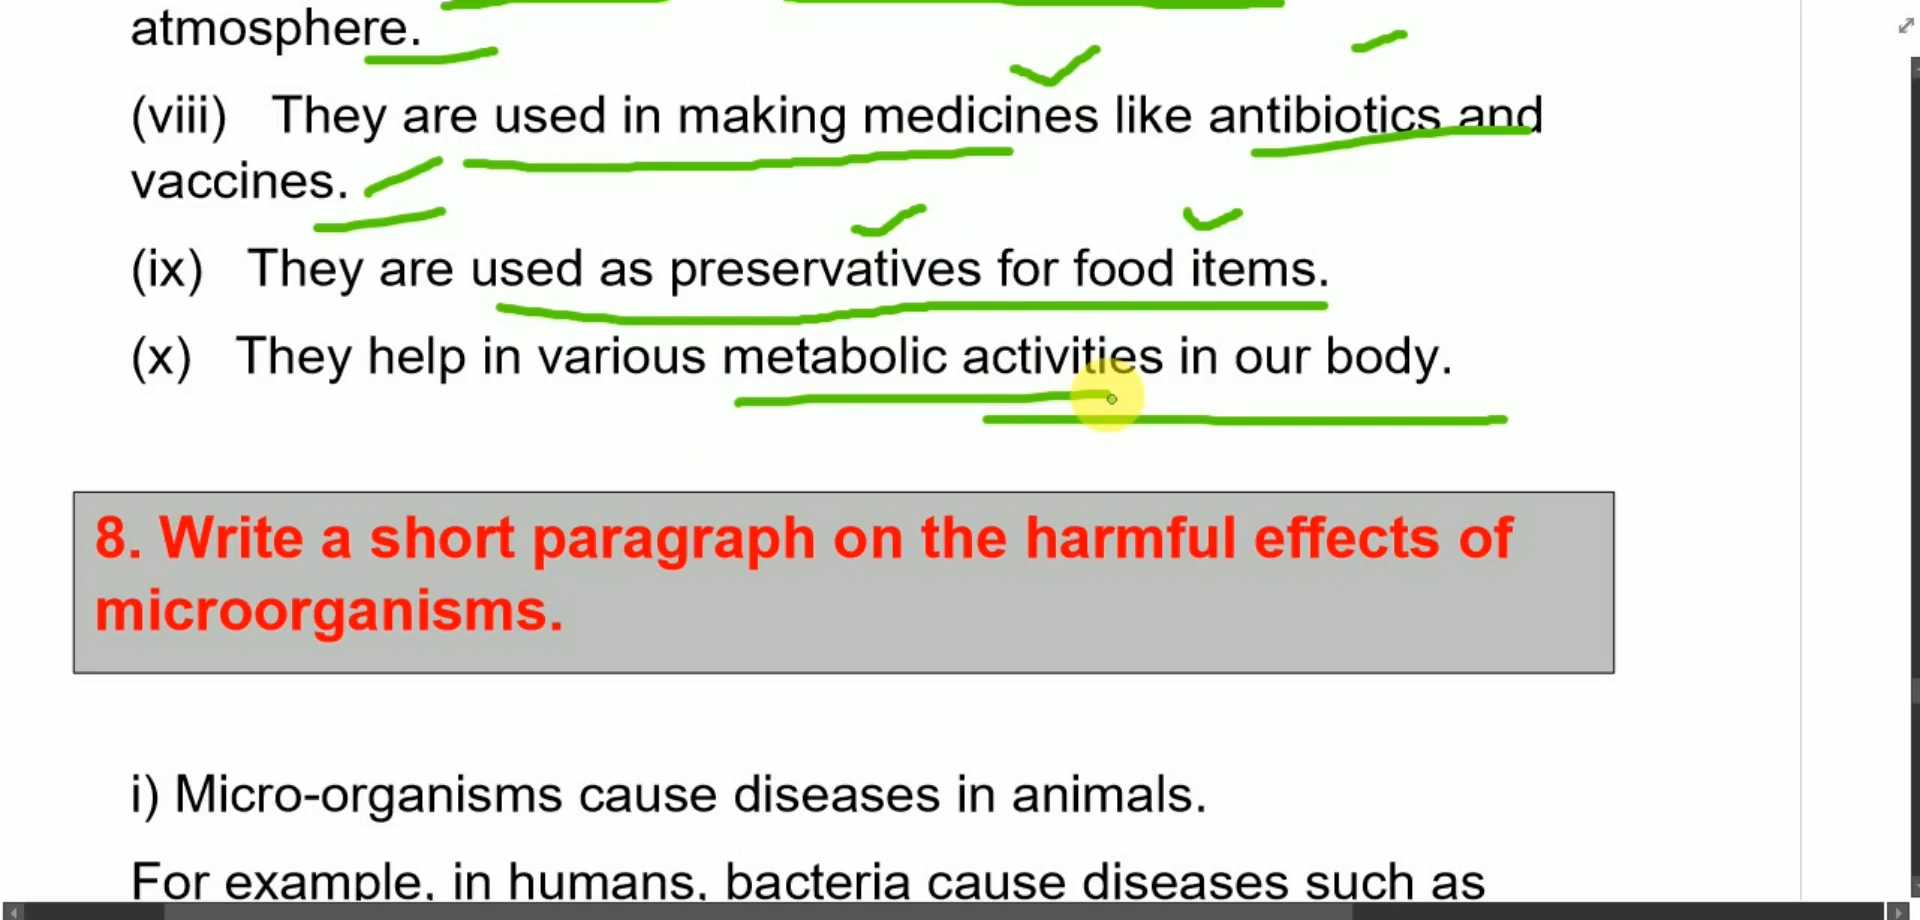 atmosphere.
(viii) They are used in making medicines like antibiotics and
vaccines.
(ix) They are used as preservatives for food items.
(x) They help in various metabolic activities in our body.
8. Write a short paragraph on the harmful effects of
microorganisms.
i) Micro-organisms cause diseases in animals.
For example, in humans, bacteria cause diseases such as